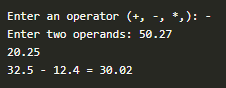 Enter an operator (+, -, *,): -
Enter two operands: 50.27
20.25
32.5 - 12.4 = 30.02